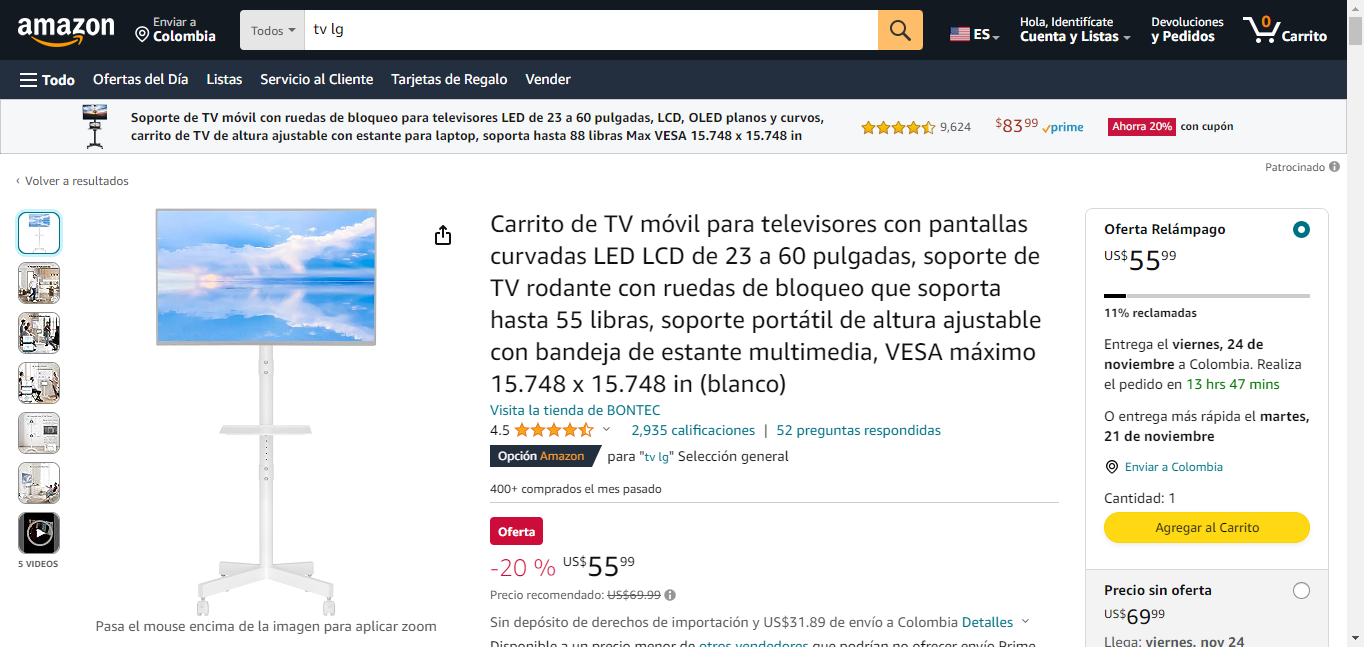 amazon
Enviar a
Colombia
Todos
tv lg
ES
Hola, Identifícate
Cuenta y Listas
Devoluciones
y Pedidos
0
Carrito
Todo
Ofertas del Día
Listas
Servicio al Cliente
Tarjetas de Regalo
Vender
Soporte de TV móvil con ruedas de bloqueo para televisores LED de 23 a 60 pulgadas, LCD, OLED planos y curvos,
carrito de TV de altura ajustable con estante para laptop, soporta hasta 88 libras Max VESA 15.748 x 15.748 in
9,624
$83 99
prime
Ahorra 20% con cupón
Patrocinado
‹ Volver a resultados
5 VIDEOS
Pasa el mouse encima de la imagen para aplicar zoom
Carrito de TV móvil para televisores con pantallas
curvadas LED LCD de 23 a 60 pulgadas, soporte de
TV rodante con ruedas de bloqueo que soporta
hasta 55 libras, soporte portátil de altura ajustable
con bandeja de estante multimedia, VESA máximo
15.748 x 15.748 in (blanco)
Visita la tienda de BONTEC
4.5
2,935 calificaciones | 52 preguntas respondidas
Opción Amazon para "tv lg" Selección general
400+ comprados el mes pasado
Oferta
-20 % US$55 99
Precio recomendado: US$69.99
Sin depósito de derechos de importación y US$31.89 de envío a Colombia Detalles
Disponible a un precio menor de otros vendedores que podrían no ofrecer envío Prime
Oferta Relámpago
US$55 99
11% reclamadas
Entrega el viernes, 24 de
noviembre a Colombia. Realiza
el pedido en 13 hrs 47 mins
O entrega más rápida el martes,
21 de noviembre
Enviar a Colombia
Cantidad: 1
Agregar al Carrito
Precio sin oferta
US$69 99
Llega: viernes, nov 24